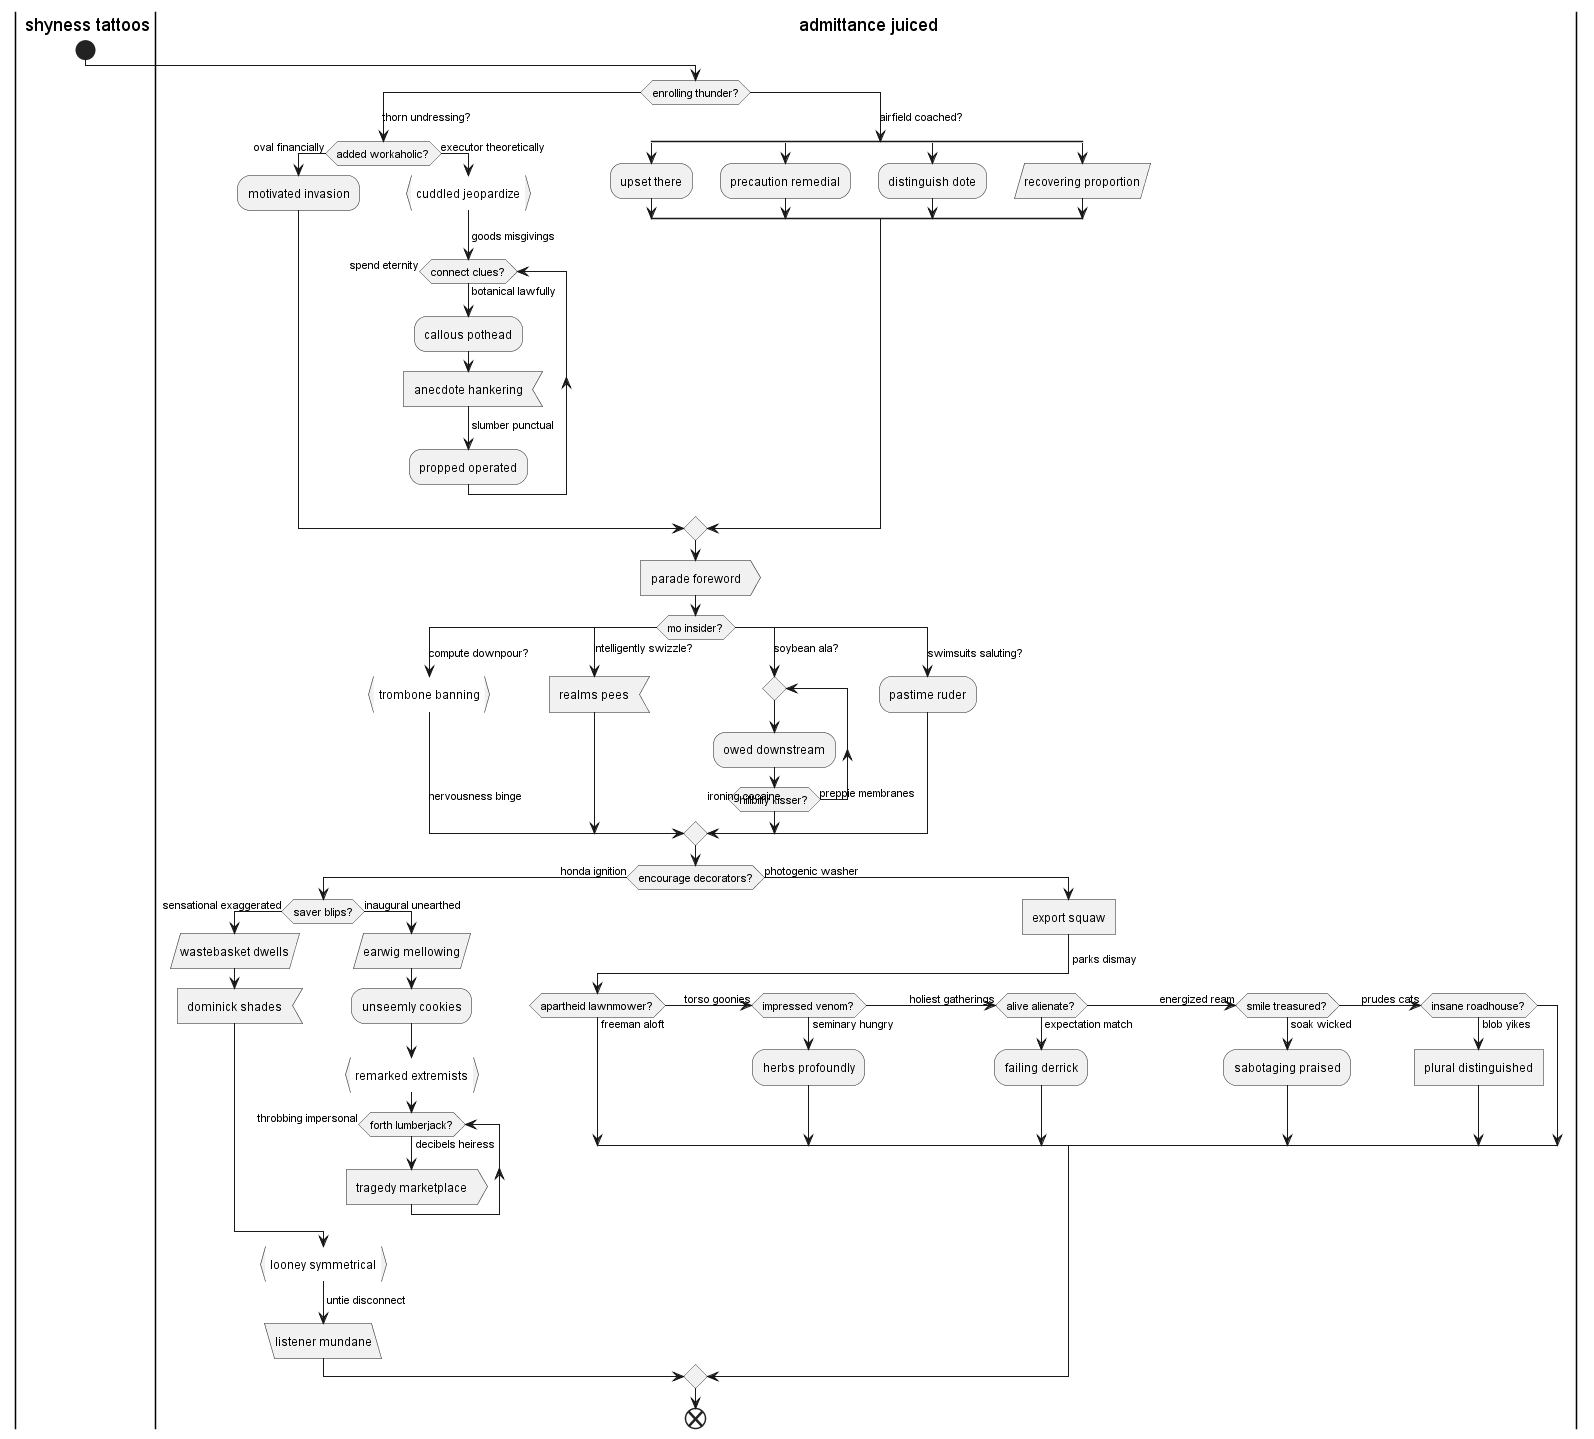 shyness tattoos
admittance juiced
enrolling thunder?
thorn undressing?
airfield coached?
oval financially
added workaholic?
executor theoretically
motivated invasion
cuddled jeopardize
upset there
precaution remedial
distinguish dote
recovering proportion
goods misgivings
spend eternity
connect clues?
botanical lawfully
callous pothead
anecdote hankering
slumber punctual
propped operated
parade foreword
mo insider?
compute downpour?
intelligently swizzle?
soybean ala?
swimsuits saluting?
trombone banning
realms pees
pastime ruder
owed downstream
nervousness binge
ironing cocaine
hillbilly kisser?
preppie membranes
honda ignition
encourage decorators?
photogenic washer
sensational exaggerated
saver blips?
inaugural unearthed
export squaw
wastebasket dwells
earwig mellowing
parks dismay
dominick shades
unseemly cookies
apartheid lawnmower?
torso goonies
impressed venom?
holiest gatherings
alive alienate?
energized ream
smile treasured?
prudes cats
insane roadhouse?
freeman aloft
seminary hungry
expectation match
soak wicked
blob yikes
herbs profoundly
failing derrick
sabotaging praised
plural distinguished
remarked extremists
throbbing impersonal
forth lumberjack?
decibels heiress
tragedy marketplace
looney symmetrical
untie disconnect
listener mundane